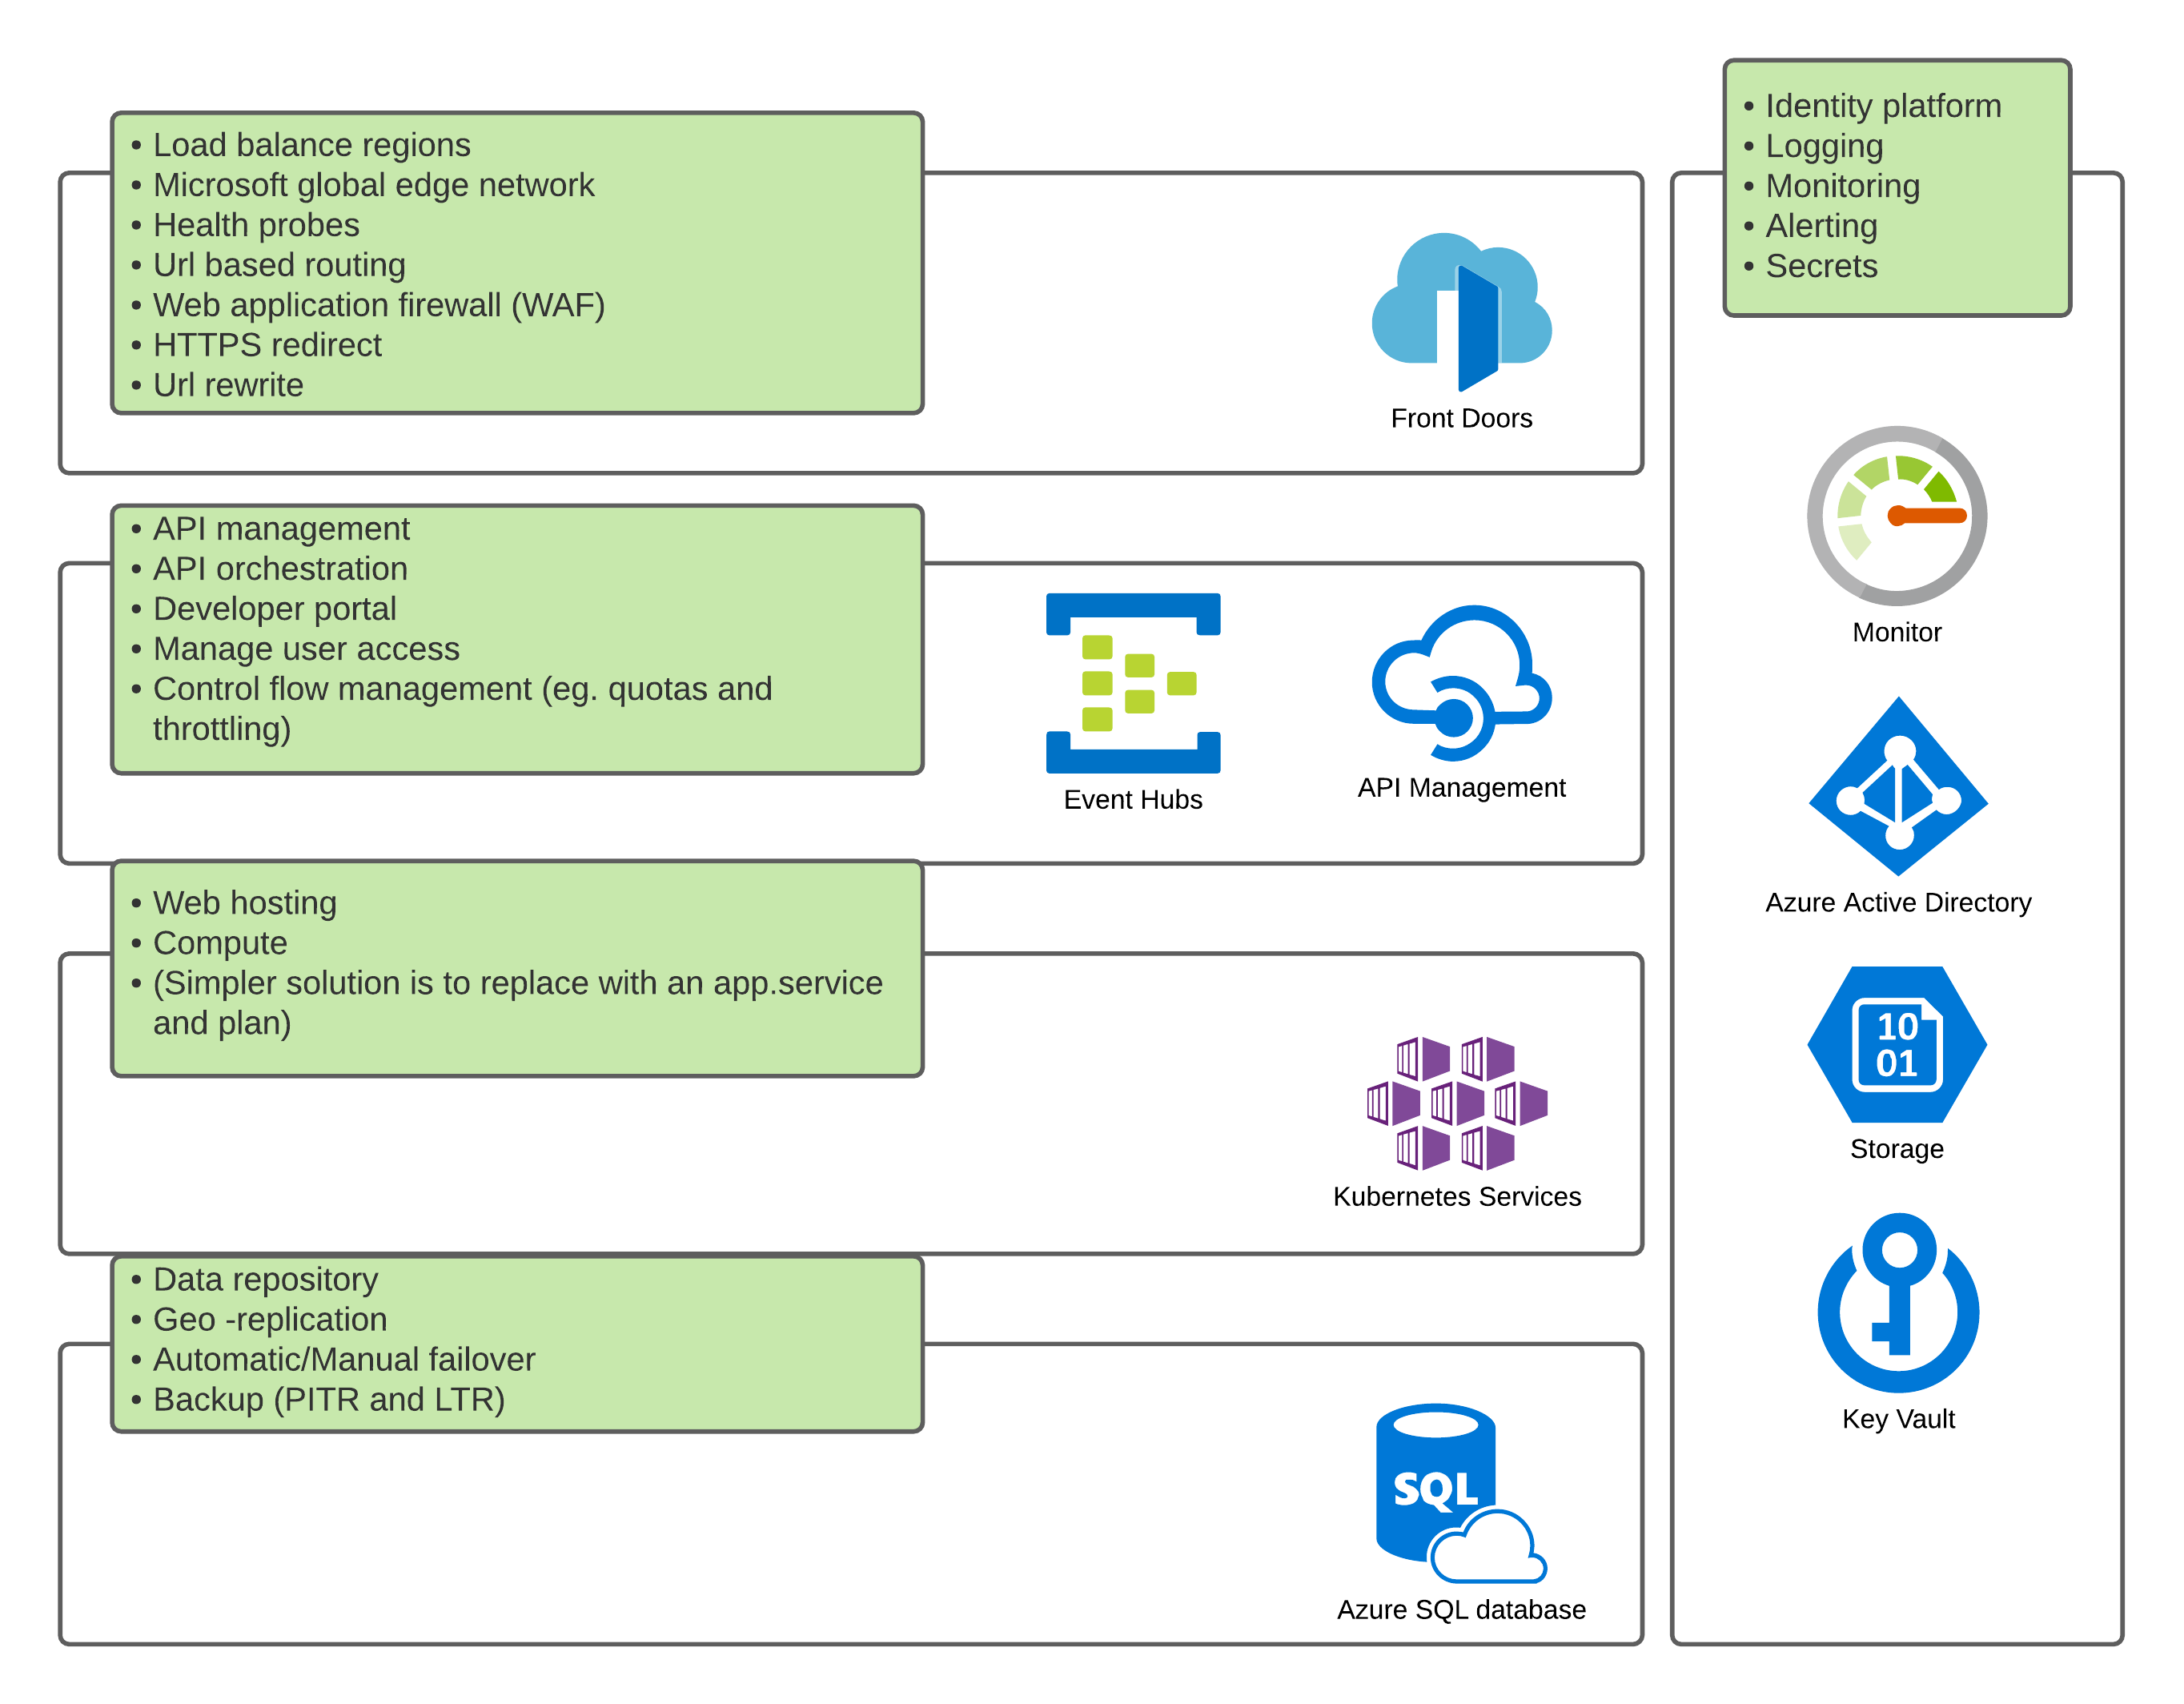 • Load balance regions
• Microsoft global edge network
• Health probes
• Url based routing
• Web application firewall (WAF)
• HTTPS redirect
• Url rewrite
Front Doors
• API management
• API orchestration
• Developer portal
• Manage user access
• Control flow management (eg. quotas and
throttling)
Event Hubs
API Management
• Web hosting
• Compute
• (Simpler solution is to replace with an app.service
and plan)
Kubernetes Services
• Data repository
• Geo -replication
• Automatic/Manual failover
• Backup (PITR and LTR)
SQL
Azure SQL database
• Identity platform
• Logging
• Monitoring
• Alerting
• Secrets
Monitor
Azure Active Directory
10
01
Storage
Key Vault